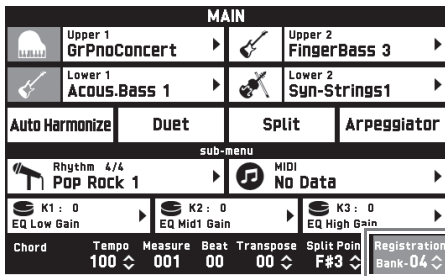 MAIN
Upper 1
GrPnoConcert
Upper 2
FingerBass 3
Lower 1
Acous.Bass 1
Lower 2
Syn-Strings1
Auto Harmonize Duet Split Arpeggiator
sub-menu
Rhythm 4/4
Pop Rock 1
MIDI
No Data
K1 : 0
EQ Low Gain
K2 : 0
EQ Mid1 Gain
K3 : 0
EQ High Gain
Chord Tempo Measure Beat Transpose Split Poin Registration
100 001 00 00 F#3 Bank-04